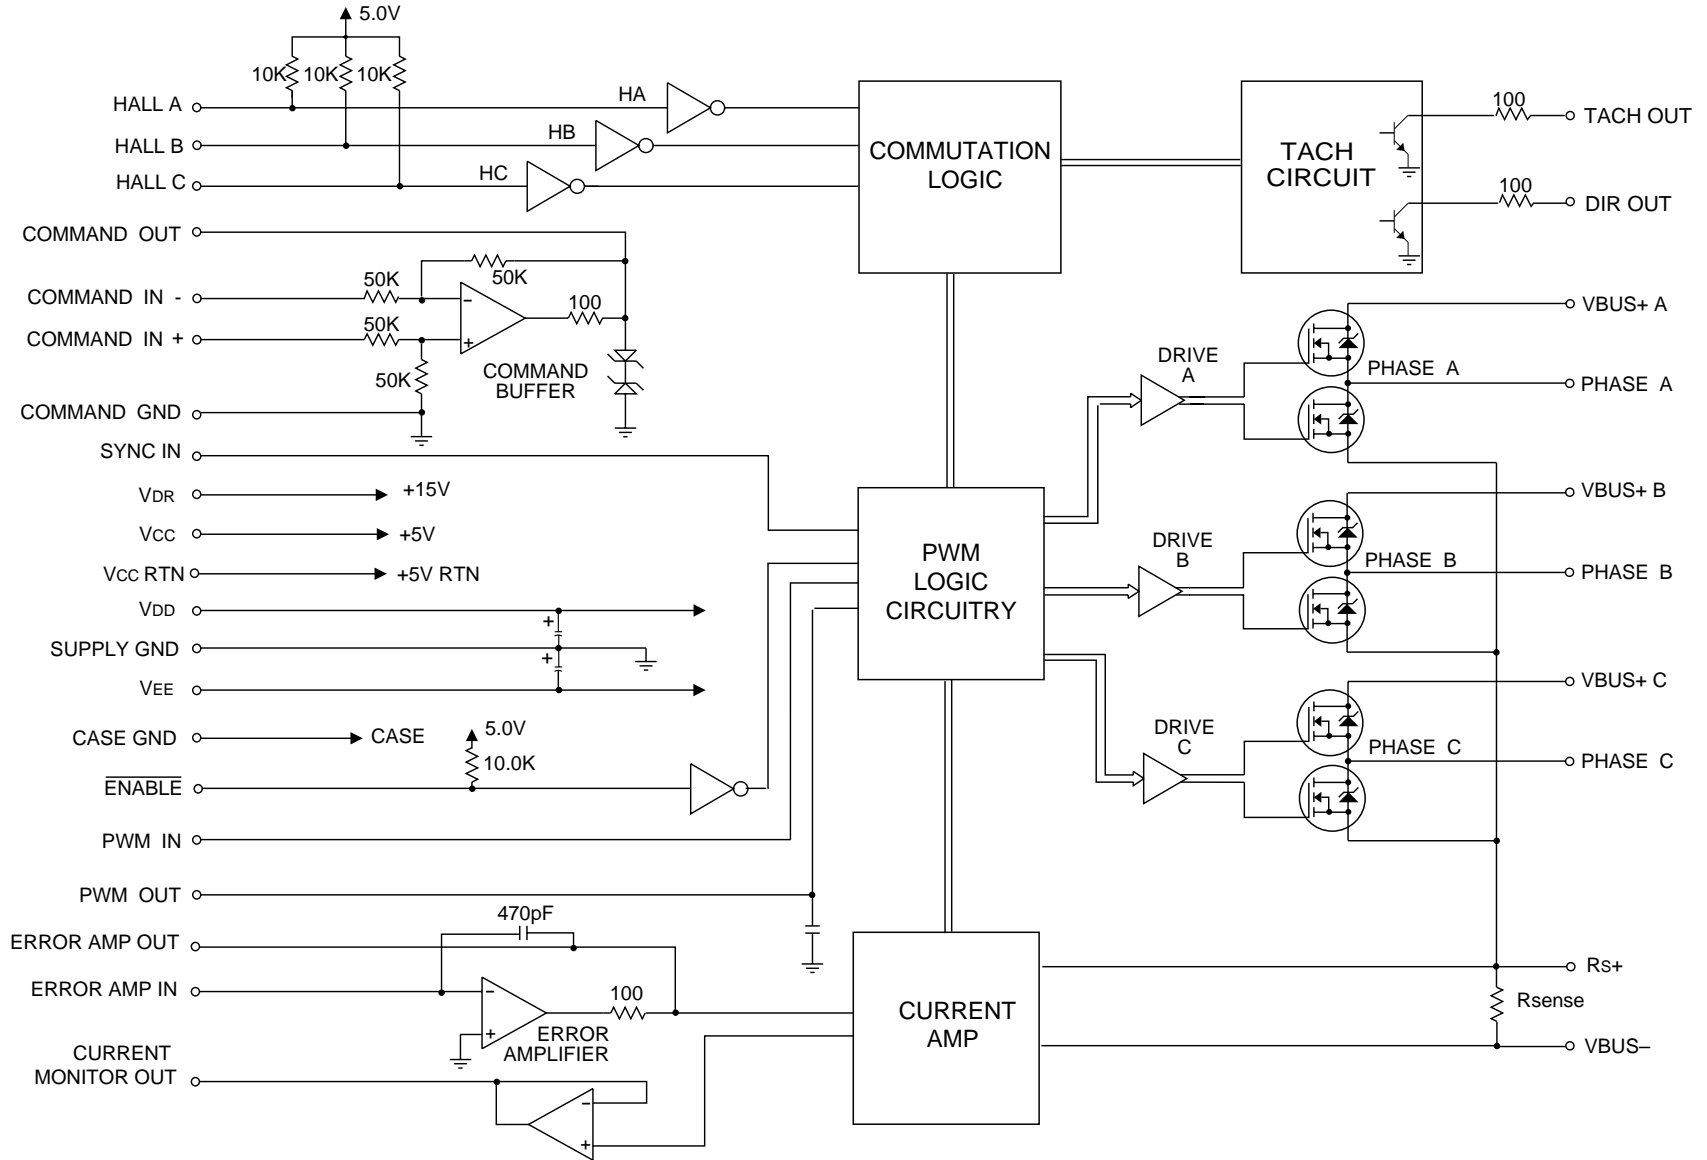 5.0V
10K 10K 10K
HALL A
HA
HALL B
HB
HALL C
HC
COMMUTATION
LOGIC
TACH
CIRCUIT
100
TACH OUT
100
DIR OUT
COMMAND OUT
50K
COMMAND IN -
50K
100
COMMAND IN +
50K
−
+
50K
COMMAND
BUFFER
COMMAND GND
SYNC IN
VDR
+15V
VCC
+5V
VCC RTN
+5V RTN
VDD
+
SUPPLY GND
+
VEE
CASE GND
CASE
5.0V
10.0K
ENABLE
PWM IN
PWM OUT
PWM
LOGIC
CIRCUITRY
DRIVE
A
VBUS+ A
PHASE A
PHASE A
DRIVE
B
VBUS+ B
PHASE B
PHASE B
DRIVE
C
VBUS+ C
PHASE C
PHASE C
470pF
ERROR AMP OUT
ERROR AMP IN
−
+
100
ERROR
AMPLIFIER
CURRENT
MONITOR OUT
−
+
CURRENT
AMP
RS+
Rsense
VBUS–